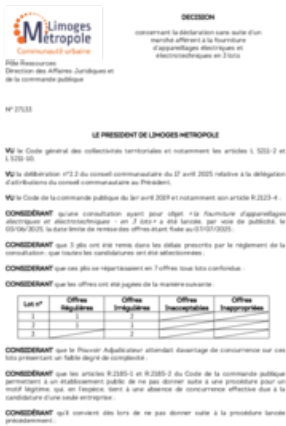 Limoges
Métropole
Communauté urbaine
Pôle Ressources
Direction des Affaires Juridiques et
de la commande publique
DECISION
concernant la déclaration sans suite d'un
marché afférent à la fourniture
d'appareillages électriques et
électrotechniques en 3 lots
N° 27133
LE PRESIDENT DE LIMOGES METROPOLE
VU le Code général des collectivités territoriales et notamment les articles L 5211-2 et
L 5211-10;
VU la délibération n°2.2 du conseil communautaire du 17 avril 2025 relative à la délégation
d'attributions du conseil communautaire au Président,
VU le Code de la commande publique du 1er avril 2019 et notamment son article R.2123-4 ;
CONSIDÉRANT qu'une consultation ayant pour objet « la fourniture d'appareillages
électriques et électrotechniques - en 3 lots » a été lancée, par voie de publicité, le
03/06/2025, la date limite de remise des offres étant fixée au 07/07/2025 ;
CONSIDERANT que 3 plis ont été remis dans les délais prescrits par le règlement de la
consultation ; que toutes les candidatures ont été sélectionnées ;
CONSIDERANT que ces plis se répartissaient en 7 offres tous lots confondus
CONSIDERANT que les offres ont été jugées de la manière suivante :
Lot n° Offres Régulières Offres Irrégulières Offres Inacceptables Offres Inappropriées
1 1 2
2 1 2
3
CONSIDERANT que le Pouvoir Adjudicateur attendait davantage de concurrence sur ces
lots présentant un faible degré de complexité ;
CONSIDERANT que les articles R.2185-1 et R.2185-2 du Code de la commande publique
permettent à un établissement public de ne pas donner suite à une procédure pour un
motif légitime, qui, en l'espèce, tient à une absence de concurrence effective due à la
candidature d'une seule entreprise ;
CONSIDÉRANT qu'il convient dès lors de ne pas donner suite à la procédure lancée
précédemment ;